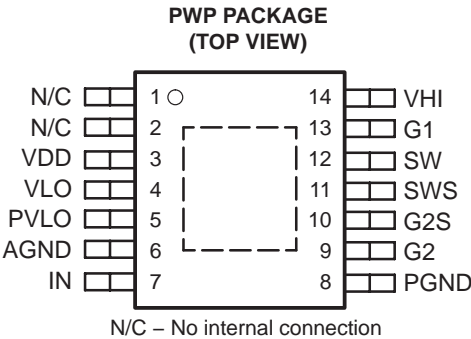 PWP PACKAGE
(TOP VIEW)
N/C 1 14 VHI
N/C 2 13 G1
VDD 3 12 SW
VLO 4 11 SWS
PVLO 5 10 G2S
AGND 6 9 G2
IN 7 8 PGND
N/C – No internal connection